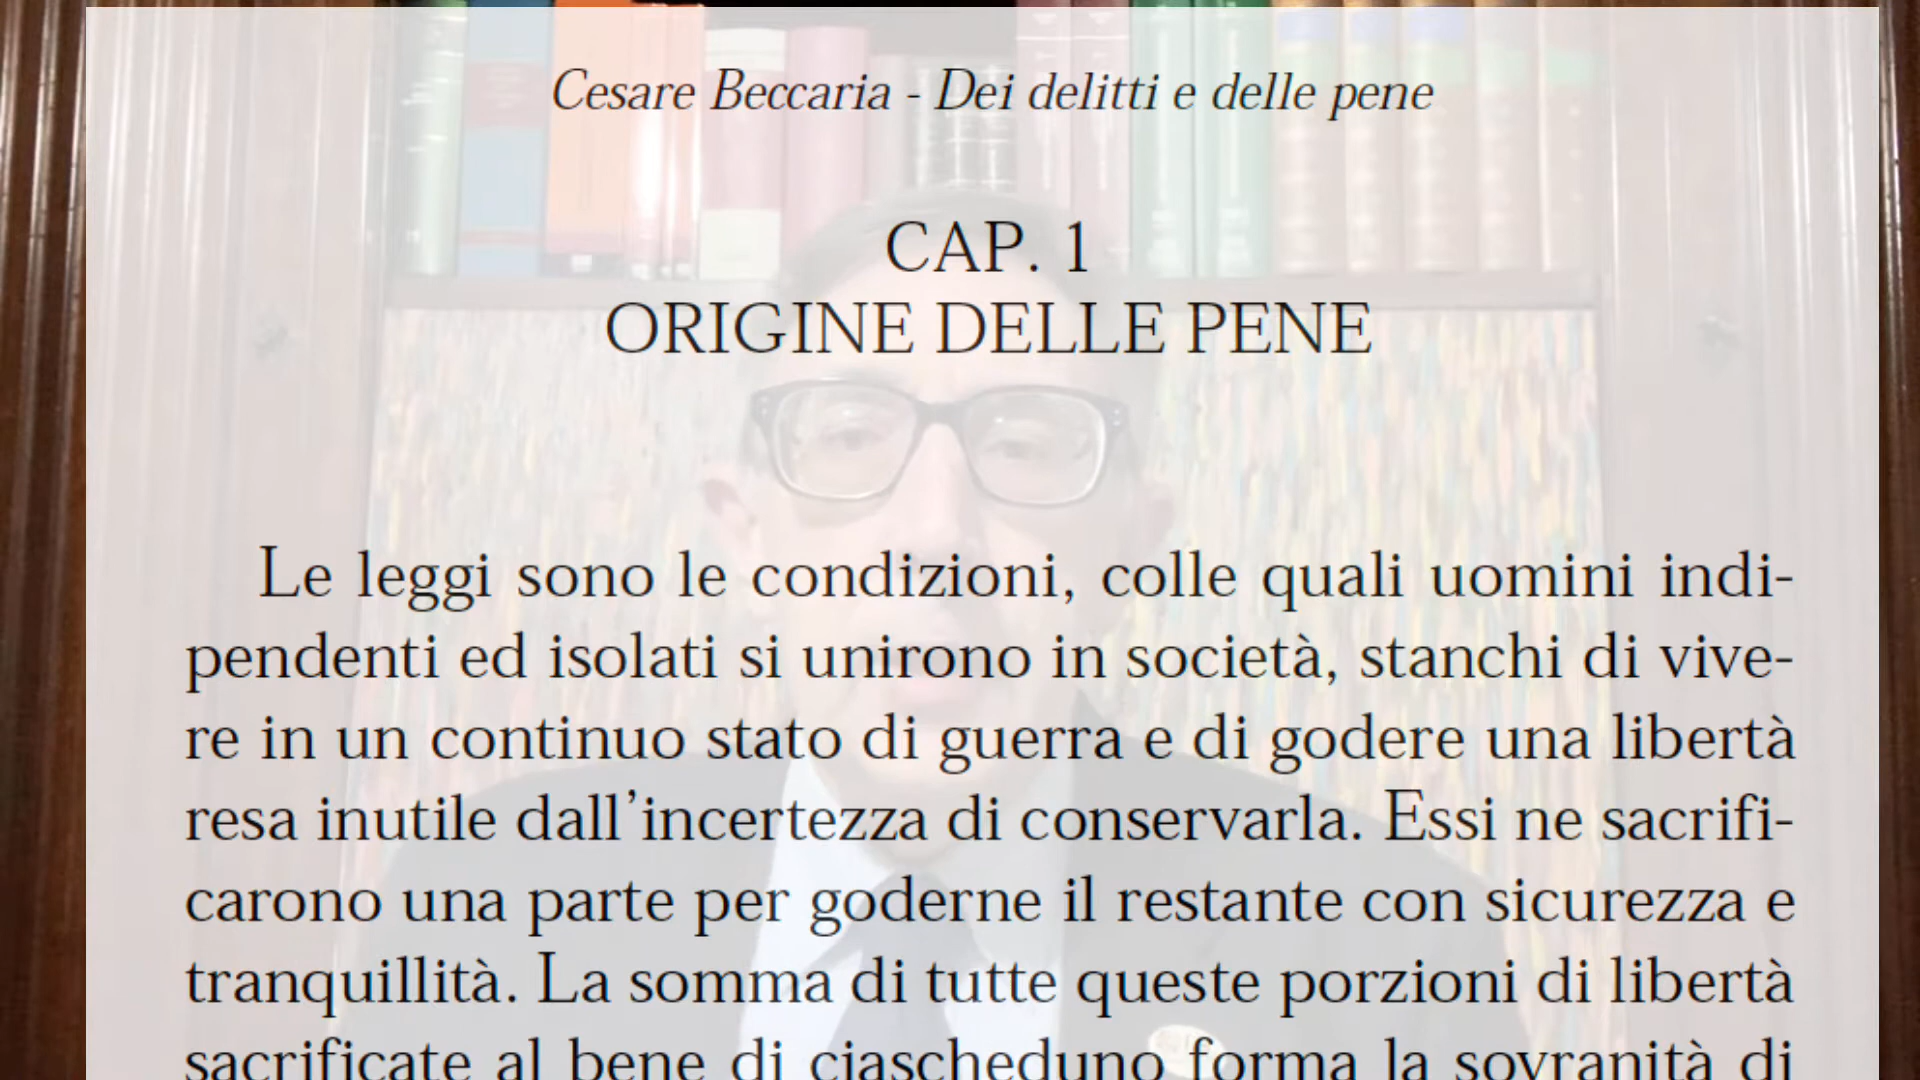 Cesare Beccaria - Dei delitti e delle pene
CAP. 1
ORIGINE DELLE PENE
Le leggi sono le condizioni, colle quali uomini indi-
pendenti ed isolati si unirono in società, stanchi di vive-
re in un continuo stato di guerra e di godere una libertà
resa inutile dall'incertezza di conservarla. Essi ne sacrifi-
carono una parte per goderne il restante con sicurezza e
tranquillità. La somma di tutte queste porzioni di libertà
sacrificate al bene di ciascheduno forma la sovranità di